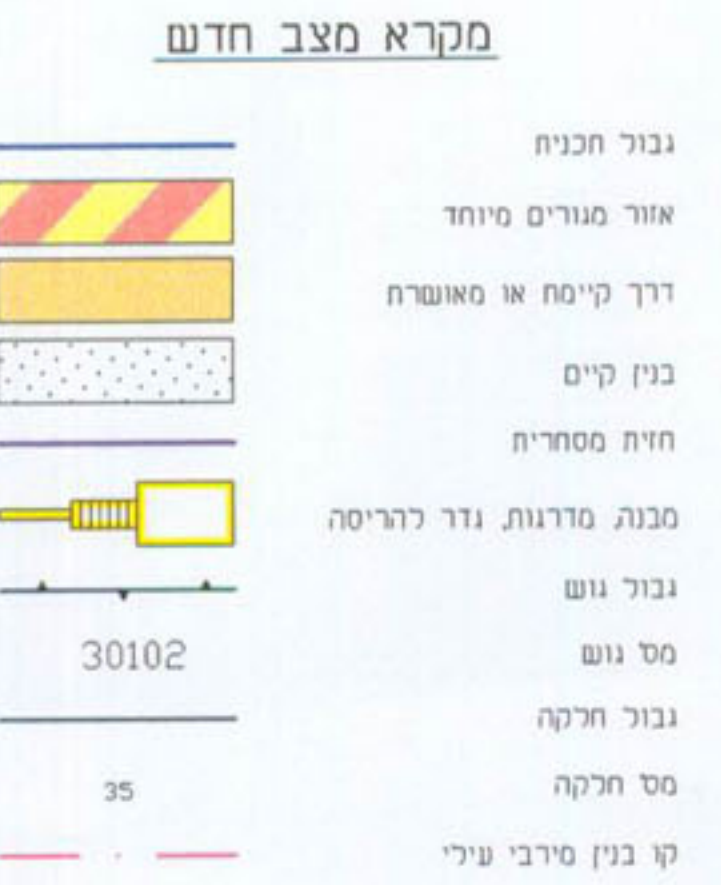 מקרא מצב חדש
גבול תכנית
אזור מגורים מיוחד
דרך קיימת או מאושרת
בנין קיים
חזית מסחרית
מבנה, מדרגות, גדר להריסה
גבול גוש
30102 מס' גוש
גבול חלקה
35 מס' חלקה
קו בנין מירבי עילי